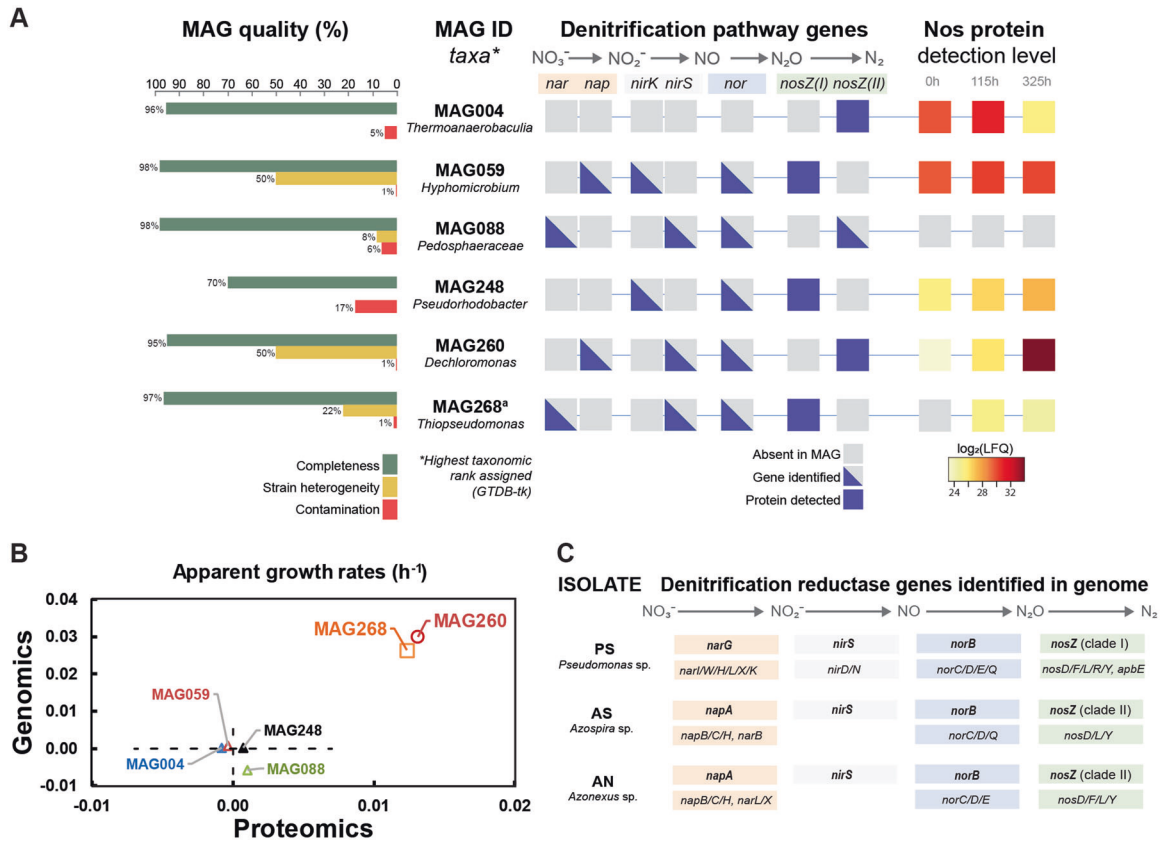 A
MAG quality (%)
MAG ID
taxa*
Denitrification pathway genes
Nos protein
detection level
NO₃⁻ NO₂⁻ NO N₂O N₂
0h 115h 325h
nar nap nirK nirS nor nosZ(I) nosZ(II)
100 90 80 70 60 50 40 30 20 10 0
96%
5%
MAG004
Thermoanaerobaculia
98%
50%
1%
MAG059
Hyphomicrobium
98%
8%
6%
MAG088
Pedosphaeraceae
70%
17%
MAG248
Pseudorhodobacter
95%
50%
1%
MAG260
Dechloromonas
97%
22%
1%
MAG268ᵃ
Thiopseudomonas
Completeness
Strain heterogeneity
Contamination
*Highest taxonomic
rank assigned
(GTDB-tk)
Absent in MAG
Gene identified
Protein detected
log₂(LFQ)
24 28 32
B
Apparent growth rates (h⁻¹)
Genomics
0.04
0.03
0.02
0.01
0.00
-0.01
MAG268
MAG260
MAG059
MAG248
MAG004
MAG088
-0.01 0.00 0.01 0.02
Proteomics
C
ISOLATE Denitrification reductase genes identified in genome
NO₃⁻ NO₂⁻ NO N₂O N₂
PS
Pseudomonas sp.
narG nirS norB nosZ (clade I)
narI/W/H/L/X/K nirD/N norC/D/E/Q nosD/F/L/R/Y, apbE
AS
Azospira sp.
napA nirS norB nosZ (clade II)
napB/C/H, narB norC/D/Q nosD/L/Y
AN
Azonexus sp.
napA nirS norB nosZ (clade II)
napB/C/H, narL/X norC/D/E nosD/F/L/Y